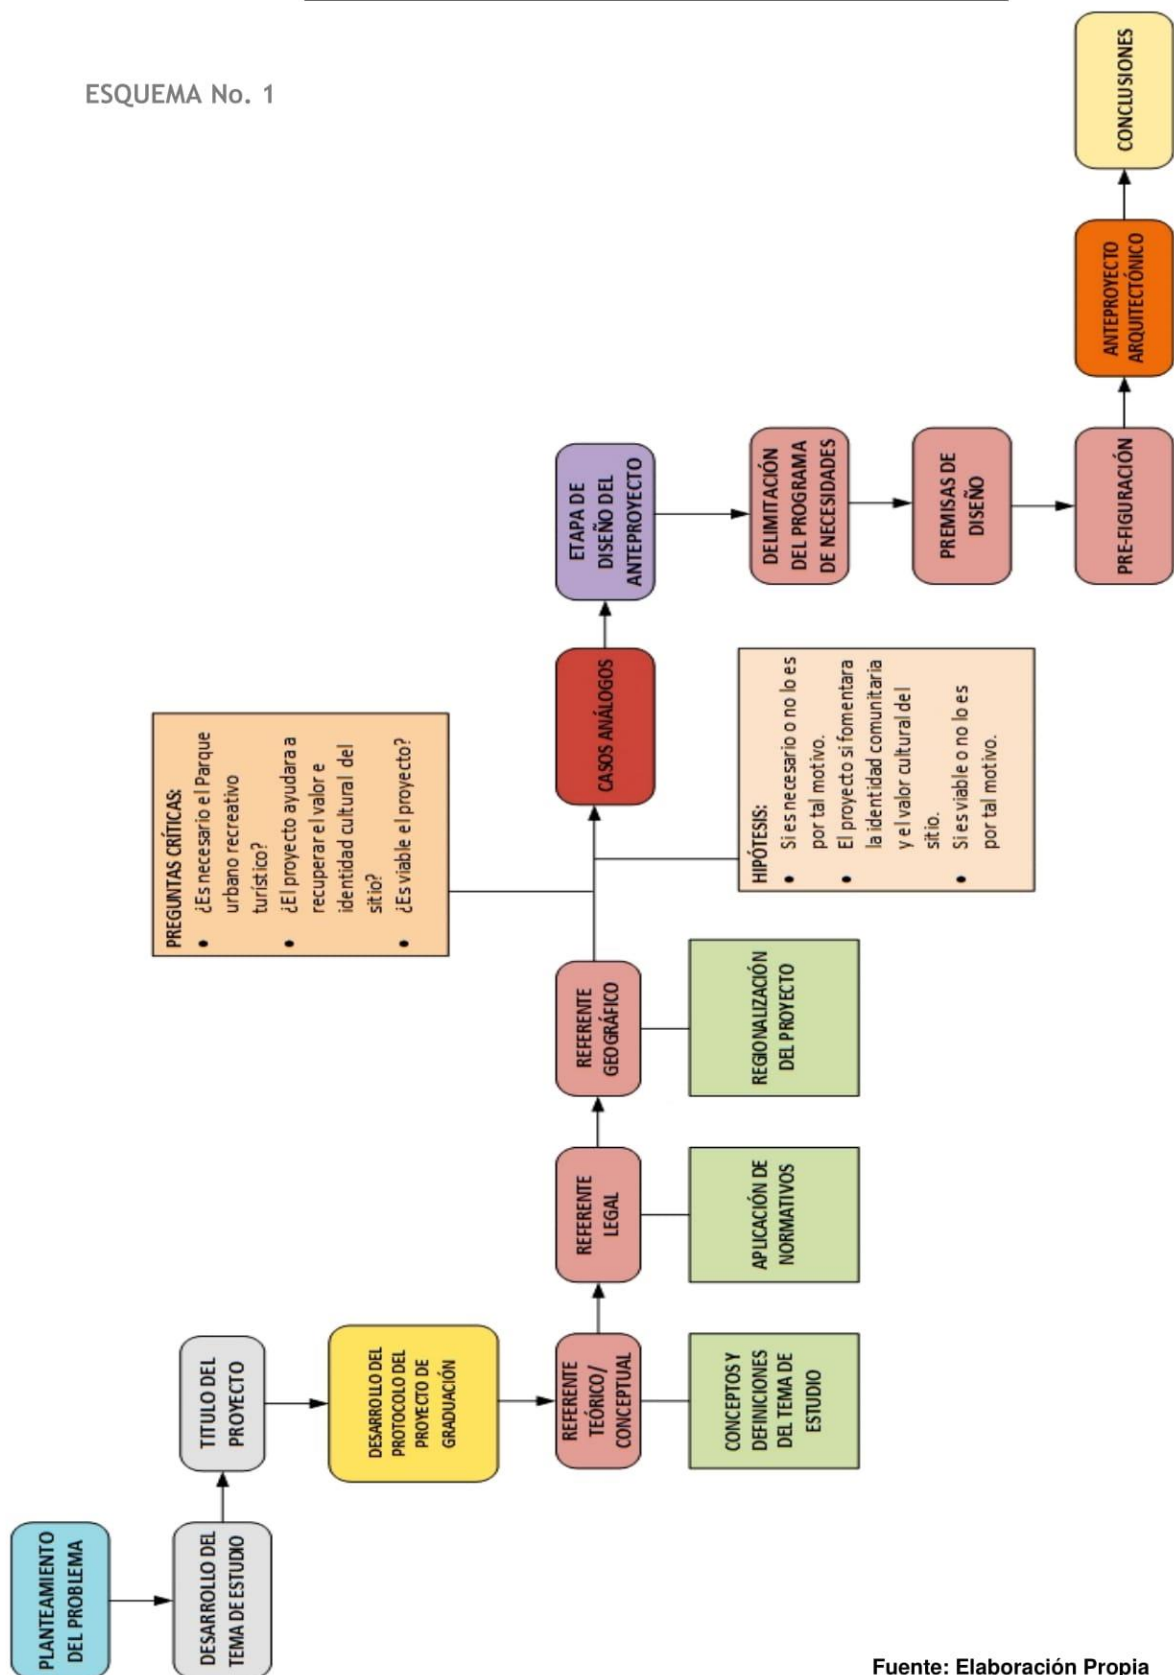 ESQUEMA No. 1
PLANTEAMIENTO
DEL PROBLEMA
DESARROLLO DEL
TEMA DE ESTUDIO
TITULO DEL
PROYECTO
DESARROLLO DEL
PROTOCOLO DEL
PROYECTO DE
GRADUACIÓN
REFERENTE
TEÓRICO/
CONCEPTUAL
CONCEPTOS Y
DEFINICIONES
DEL TEMA DE
ESTUDIO
REFERENTE
LEGAL
APLICACIÓN DE
NORMATIVOS
REFERENTE
GEOGRÁFICO
REGIONALIZACIÓN
DEL PROYECTO
PREGUNTAS CRÍTICAS:
• ¿Es necesario el Parque
urbano recreativo
turístico?
• ¿El proyecto ayudara a
recuperar el valor e
identidad cultural del
sitio?
• ¿Es viable el proyecto?
HIPÓTESIS:
• Si es necesario o no lo es
por tal motivo.
• El proyecto si fomentara
la identidad comunitaria
y el valor cultural del
sitio.
• Si es viable o no lo es
por tal motivo.
CASOS ANÁLOGOS
ETAPA DE
DISEÑO DEL
ANTEPROYECTO
DELIMITACIÓN
DEL PROGRAMA
DE NECESIDADES
PREMISAS DE
DISEÑO
PRE-FIGURACIÓN
ANTEPROYECTO
ARQUITECTÓNICO
CONCLUSIONES
Fuente: Elaboración Propia